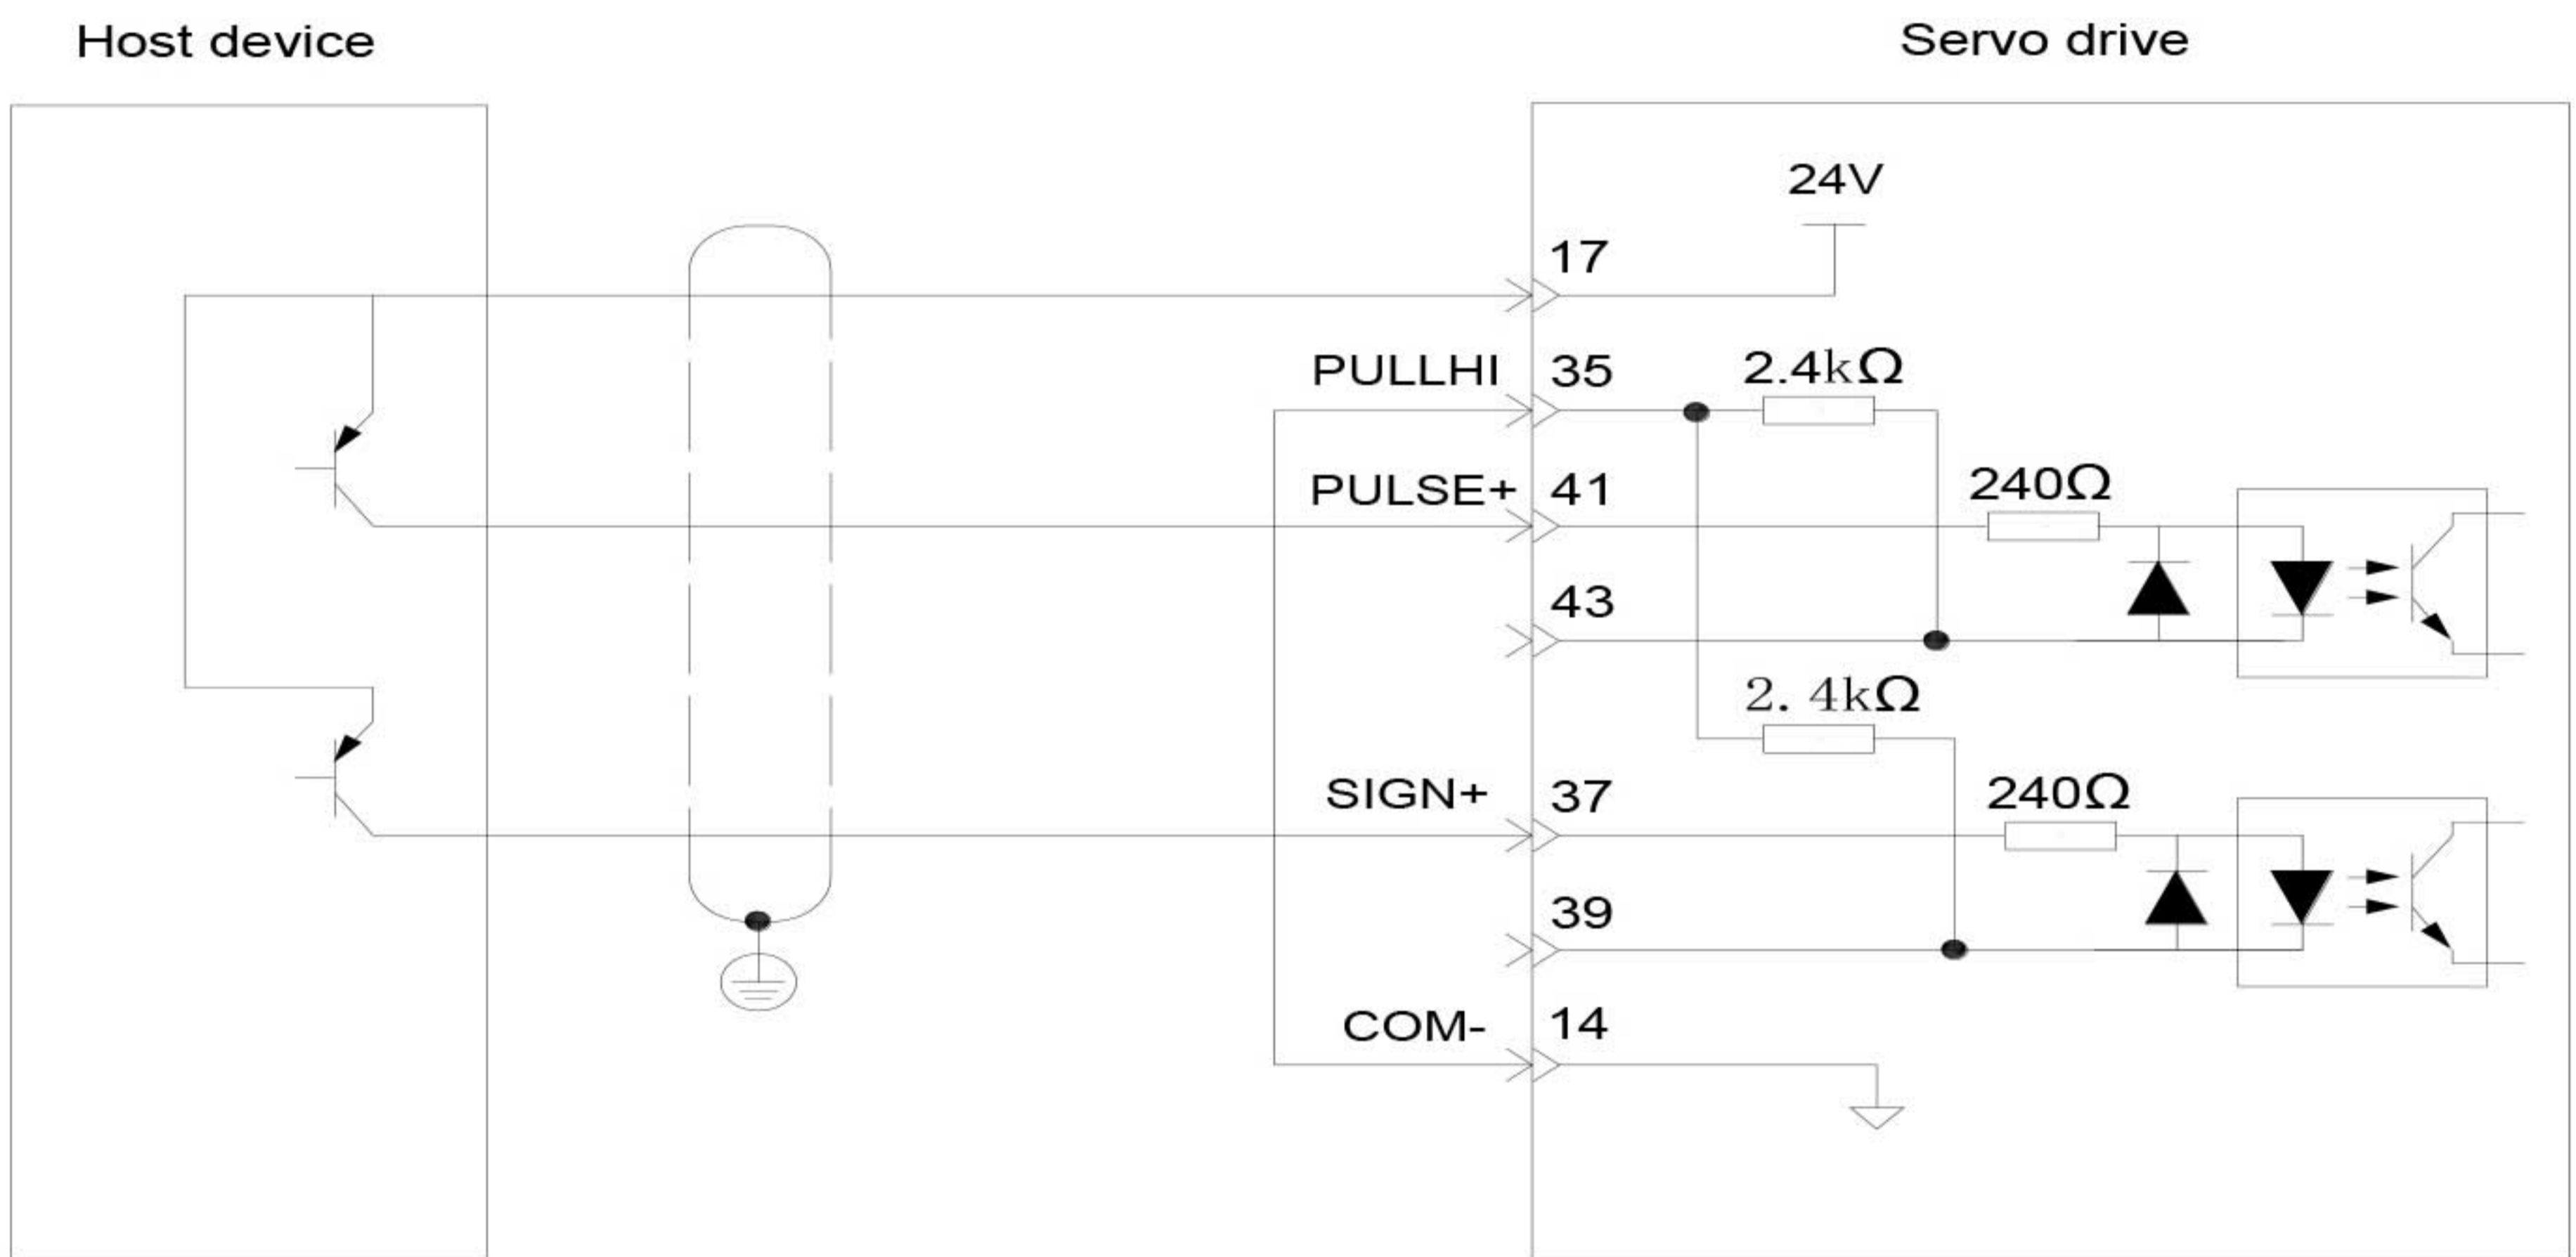 Host device
Servo drive
24V
17
PULLHI 35 2.4kΩ
PULSE+ 41 240Ω
43
2. 4kΩ
SIGN+ 37 240Ω
39
COM- 14